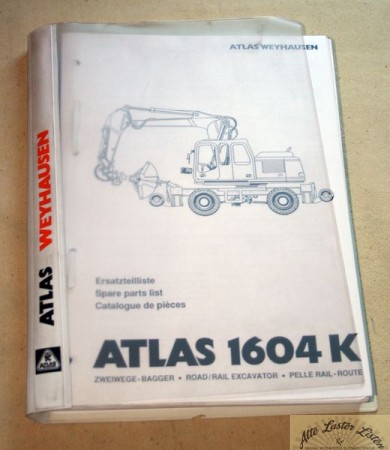 ATLAS WEYHAUSEN
ATLAS WEYHAUSEN
ATLAS
Ersatzteilliste
Spare parts list
Catalogue de pièces
ATLAS 1604 K
ZWEIWEGE-BAGGER • ROAD/RAIL EXCAVATOR • PELLE RAIL-ROUTE
Alte Laster Listen